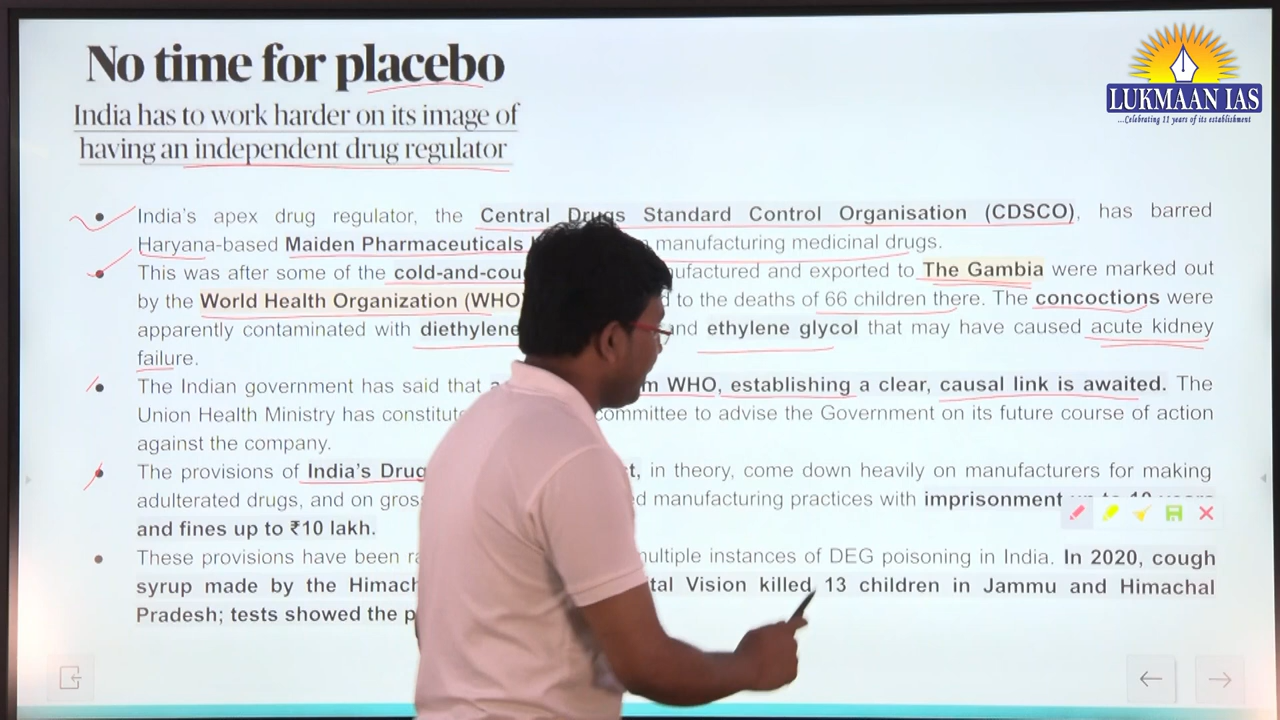 No time for placebo
India has to work harder on its image of
having an independent drug regulator
LUKMAAN IAS
...Celebrating 11 years of its establishment
India's apex drug regulator, the Central Drugs Standard Control Organisation (CDSCO), has barred
Haryana-based Maiden Pharmaceuticals manufacturing medicinal drugs.
This was after some of the cold-and-cou ufactured and exported to The Gambia were marked out
by the World Health Organization (WHO) d to the deaths of 66 children there. The concoctions were
apparently contaminated with diethylene and ethylene glycol that may have caused acute kidney
failure.
The Indian government has said that a m WHO, establishing a clear, causal link is awaited. The
Union Health Ministry has constitute committee to advise the Government on its future course of action
against the company.
The provisions of India's Drug t, in theory, come down heavily on manufacturers for making
adulterated drugs, and on gros d manufacturing practices with imprisonment up to 10 years
and fines up to ₹10 lakh.
These provisions have been ra multiple instances of DEG poisoning in India. In 2020, cough
syrup made by the Himach tal Vision killed 13 children in Jammu and Himachal
Pradesh; tests showed the p